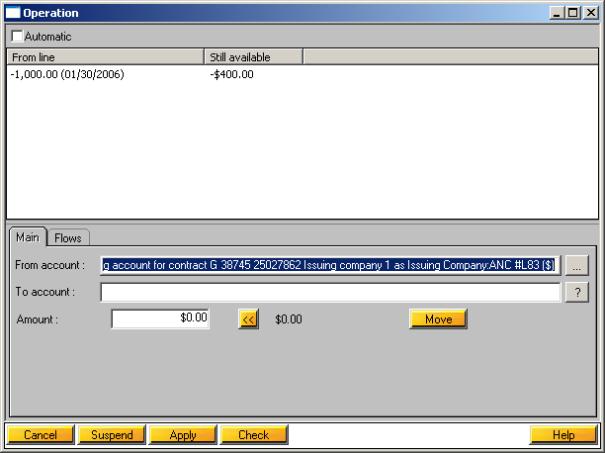 Operation
Automatic
From line Still available
-1,000.00 (01/30/2006) -$400.00
Main Flows
From account : g account for contract G 38745 25027862 Issuing company 1 as Issuing Company:ANC #L83 ($) ...
To account : ?
Amount : $0.00 << $0.00 Move
Cancel Suspend Apply Check Help